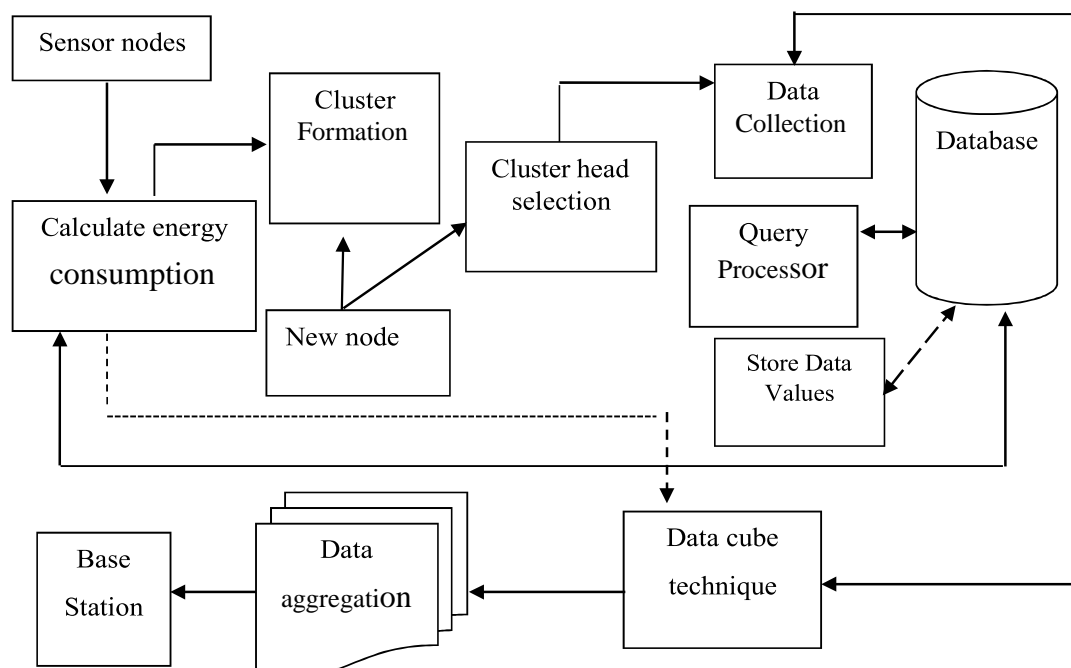 Sensor nodes
Cluster
Formation
Data
Collection
Database
Cluster head
selection
Calculate energy
consumption
Query
Processor
New node
Store Data
Values
Base
Station
Data
aggregation
Data cube
technique